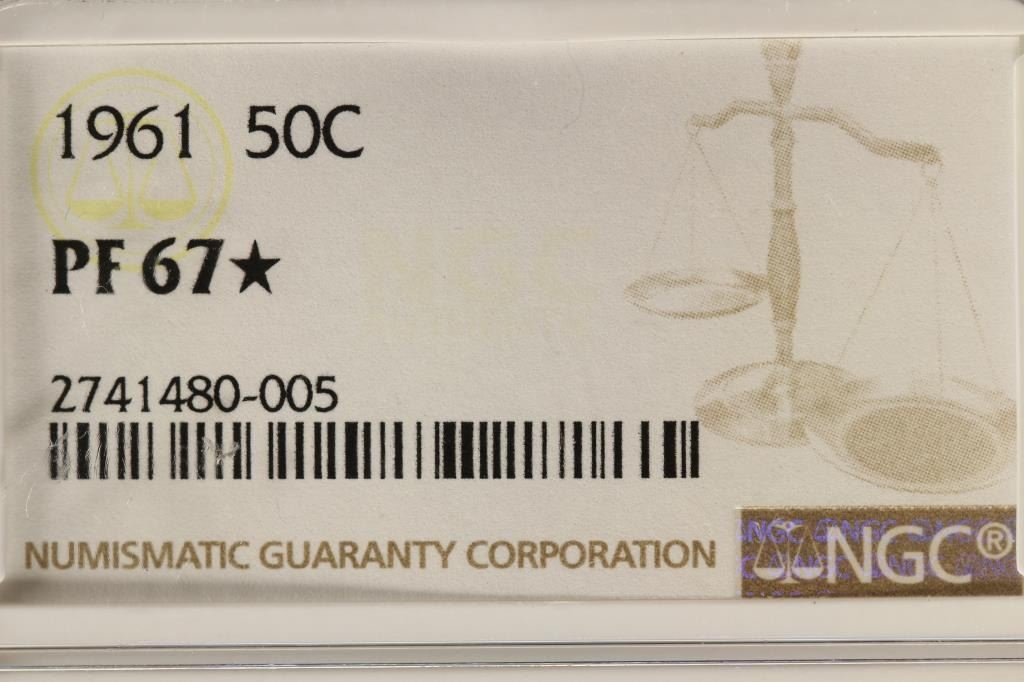 1961 50C
PF 67★
2741480-005
NUMISMATIC GUARANTY CORPORATION
NGC®